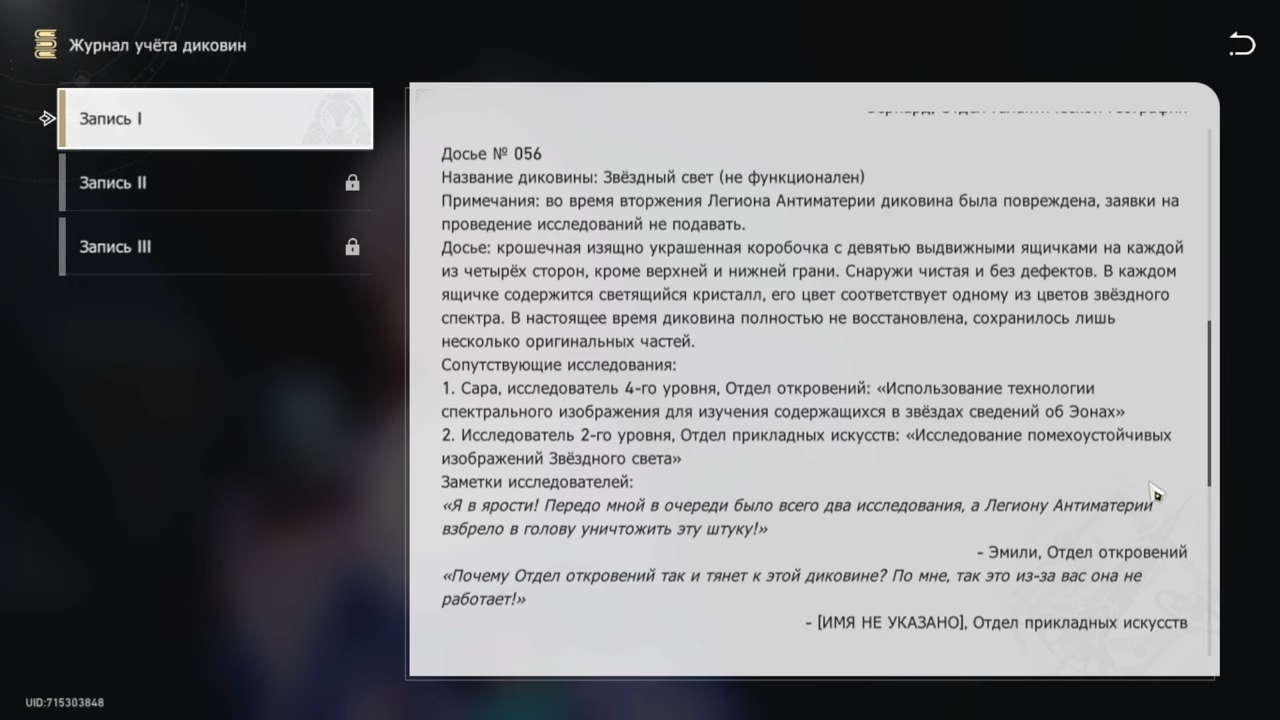 Журнал учёта диковин
Запись I
Запись II
Запись III
Досье № 056
Название диковины: Звёздный свет (не функционален)
Примечания: во время вторжения Легиона Антиматерии диковина была повреждена, заявки на
проведение исследований не подавать.
Досье: крошечная изящно украшенная коробочка с девятью выдвижными ящичками на каждой
из четырёх сторон, кроме верхней и нижней грани. Снаружи чистая и без дефектов. В каждом
ящичке содержится светящийся кристалл, его цвет соответствует одному из цветов звёздного
спектра. В настоящее время диковина полностью не восстановлена, сохранилось лишь
несколько оригинальных частей.
Сопутствующие исследования:
1. Сара, исследователь 4-го уровня, Отдел откровений: «Использование технологии
спектрального изображения для изучения содержащихся в звёздах сведений об Эонах»
2. Исследователь 2-го уровня, Отдел прикладных искусств: «Исследование помехоустойчивых
изображений Звёздного света»
Заметки исследователей:
«Я в ярости! Передо мной в очереди было всего два исследования, а Легиону Антиматерии
взбрело в голову уничтожить эту штуку!»
- Эмили, Отдел откровений
«Почему Отдел откровений так и тянет к этой диковине? По мне, так это из-за вас она не
работает!»
- [ИМЯ НЕ УКАЗАНО], Отдел прикладных искусств
UID:715303848